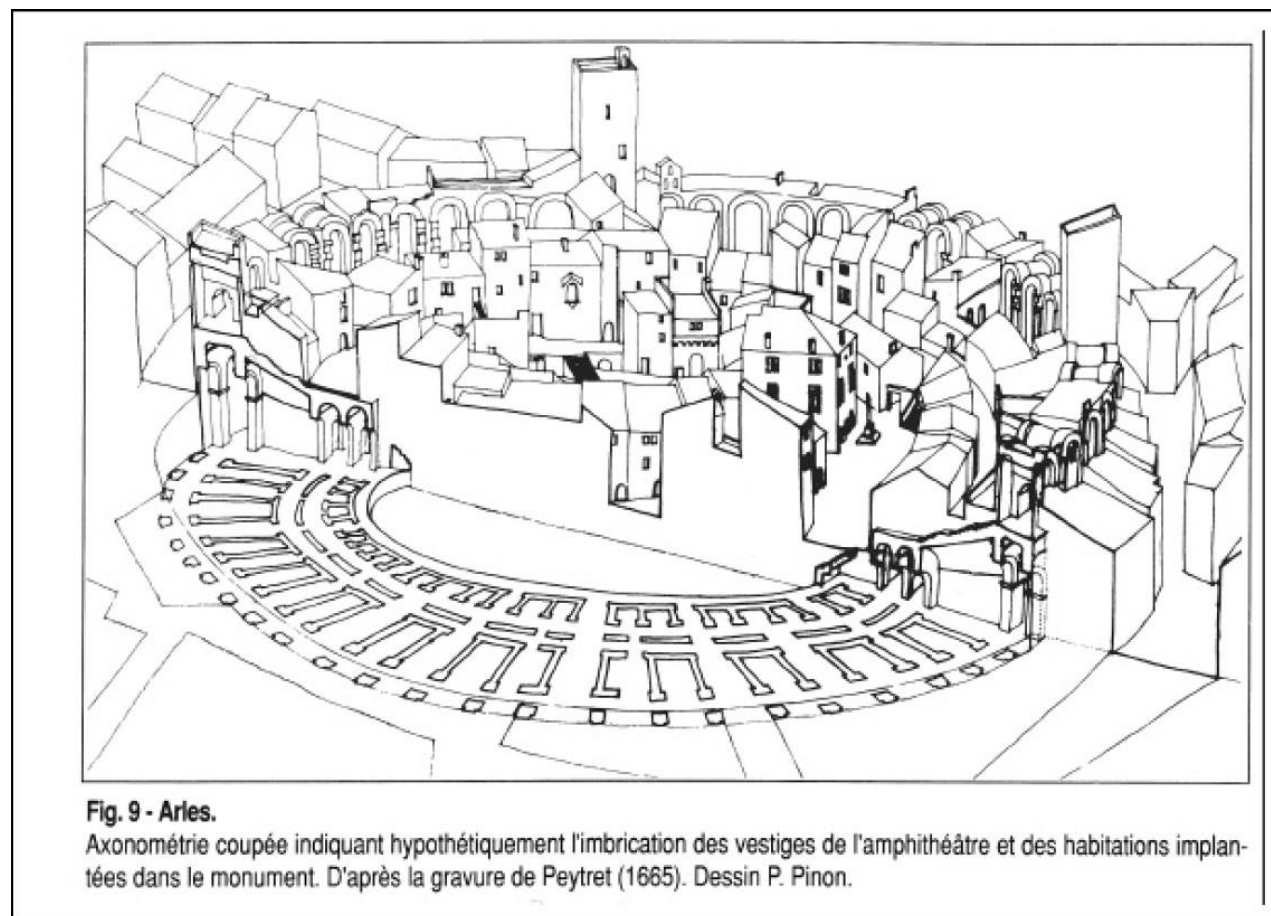 Fig. 9 - Arles.
Axonométrie coupée indiquant hypothétiquement l'imbrication des vestiges de l'amphithéâtre et des habitations implan-
tées dans le monument. D'après la gravure de Peytret (1665). Dessin P. Pinon.